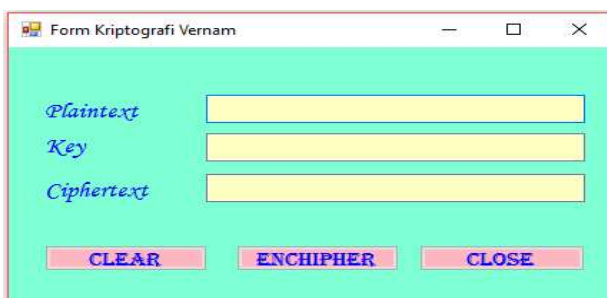 Form Kriptografi Vernam
Plaintext
Key
Ciphertext
CLEAR ENCHIPHER CLOSE